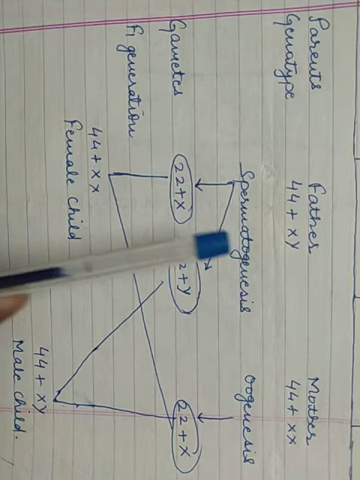 Parents Father Mother
Genotype 44+XY 44+XX
Spermatogenesis Oogenesis
Gametes 22+X 2+Y 22+X
F1 generation
44+XX 44+XY
Female child Male child.